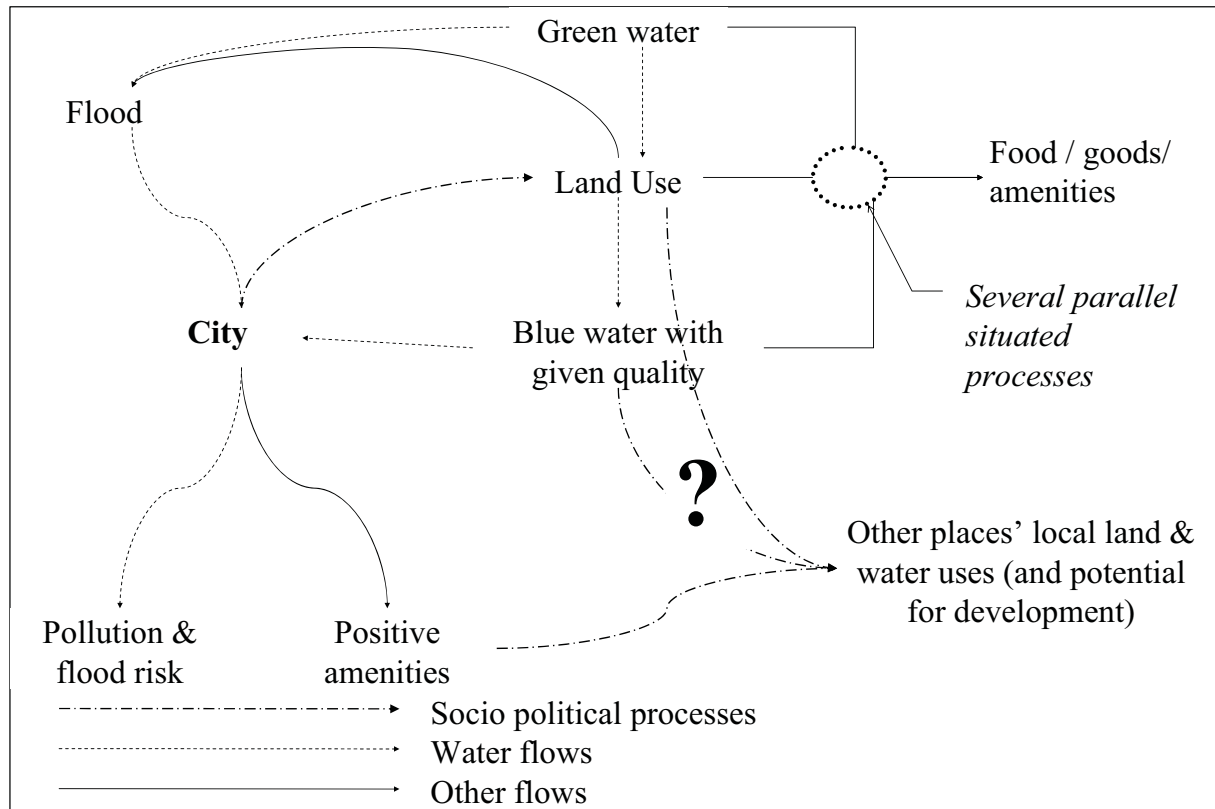 Green water
Flood
Land Use
Food / goods/
amenities
Several parallel
situated
processes
City
Blue water with
given quality
?
Other places’ local land &
water uses (and potential
for development)
Pollution &
flood risk
Positive
amenities
Socio political processes
Water flows
Other flows